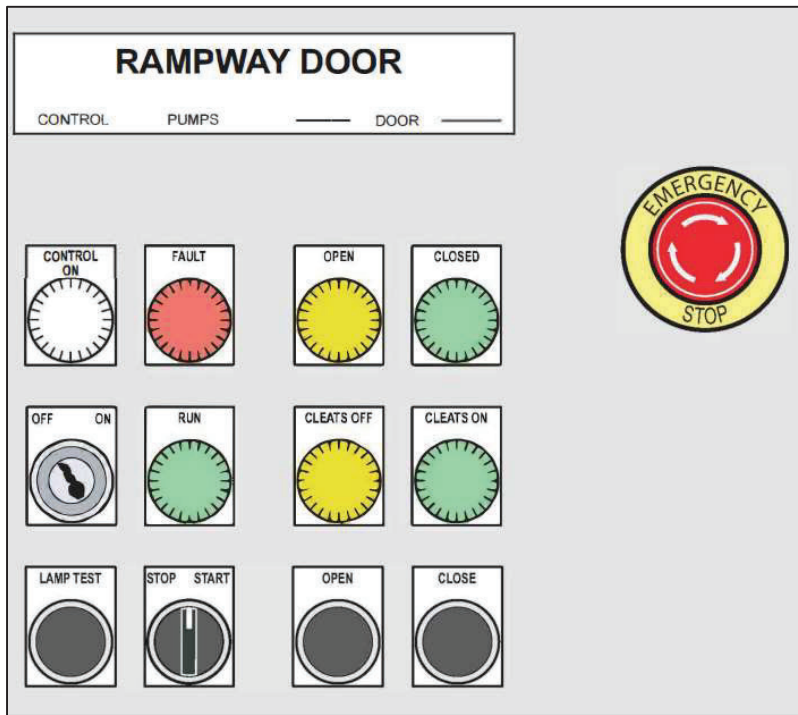 RAMPWAY DOOR
CONTROL PUMPS DOOR
EMERGENCY
STOP
CONTROL
ON
FAULT
OPEN
CLOSED
OFF ON
RUN
CLEATS OFF
CLEATS ON
LAMP TEST
STOP START
OPEN
CLOSE